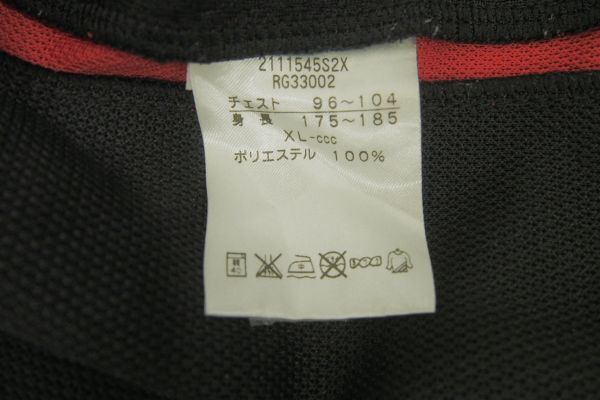 2111545S2X
RG33002
チェスト 96~104
身長 175~185
XL-ccc
ポリエステル 100%